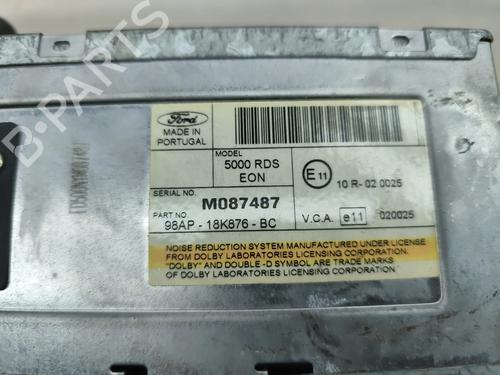 B-PARTS
Ford
MADE IN
PORTUGAL
MODEL
5000 RDS
EON
E11
10 R- 02 0025
SERIAL NO.
M087487
PART NO
98AP - 18K876 - BC
V.C.A. e11 020025
NOISE REDUCTION SYSTEM MANUFACTURED UNDER LICENSE
FROM DOLBY LABORATORIES LICENSING CORPORATION.
"DOLBY" AND DOUBLE -D SYMBOL ARE TRADE MARKS
OF DOLBY LABORATORIES LICENSING CORPORATION